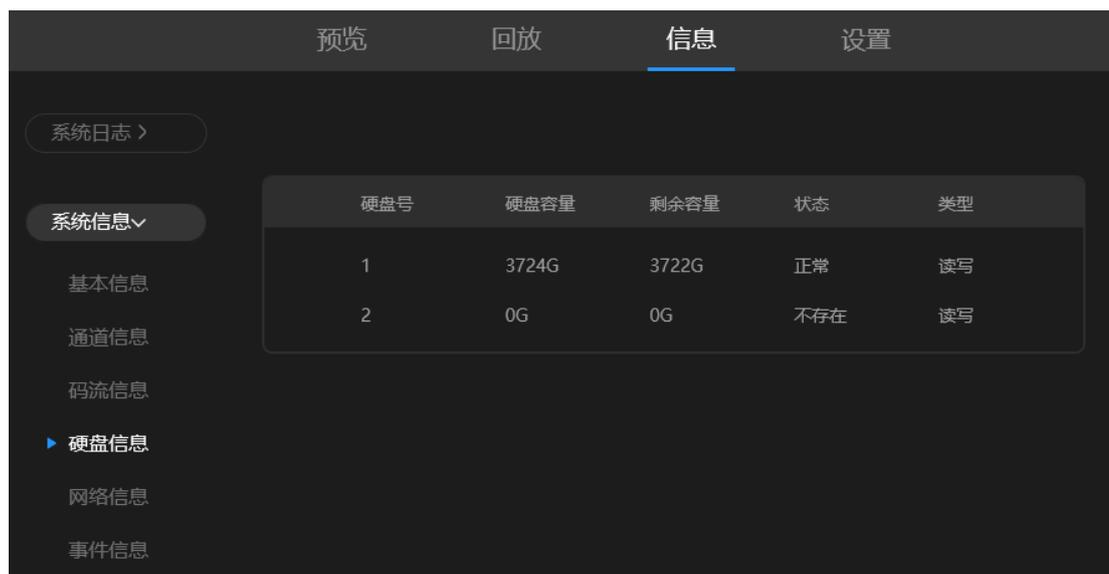 预览 回放 信息 设置
系统日志
系统信息
基本信息
通道信息
码流信息
硬盘信息
网络信息
事件信息
硬盘号 硬盘容量 剩余容量 状态 类型
1 3724G 3722G 正常 读写
2 0G 0G 不存在 读写